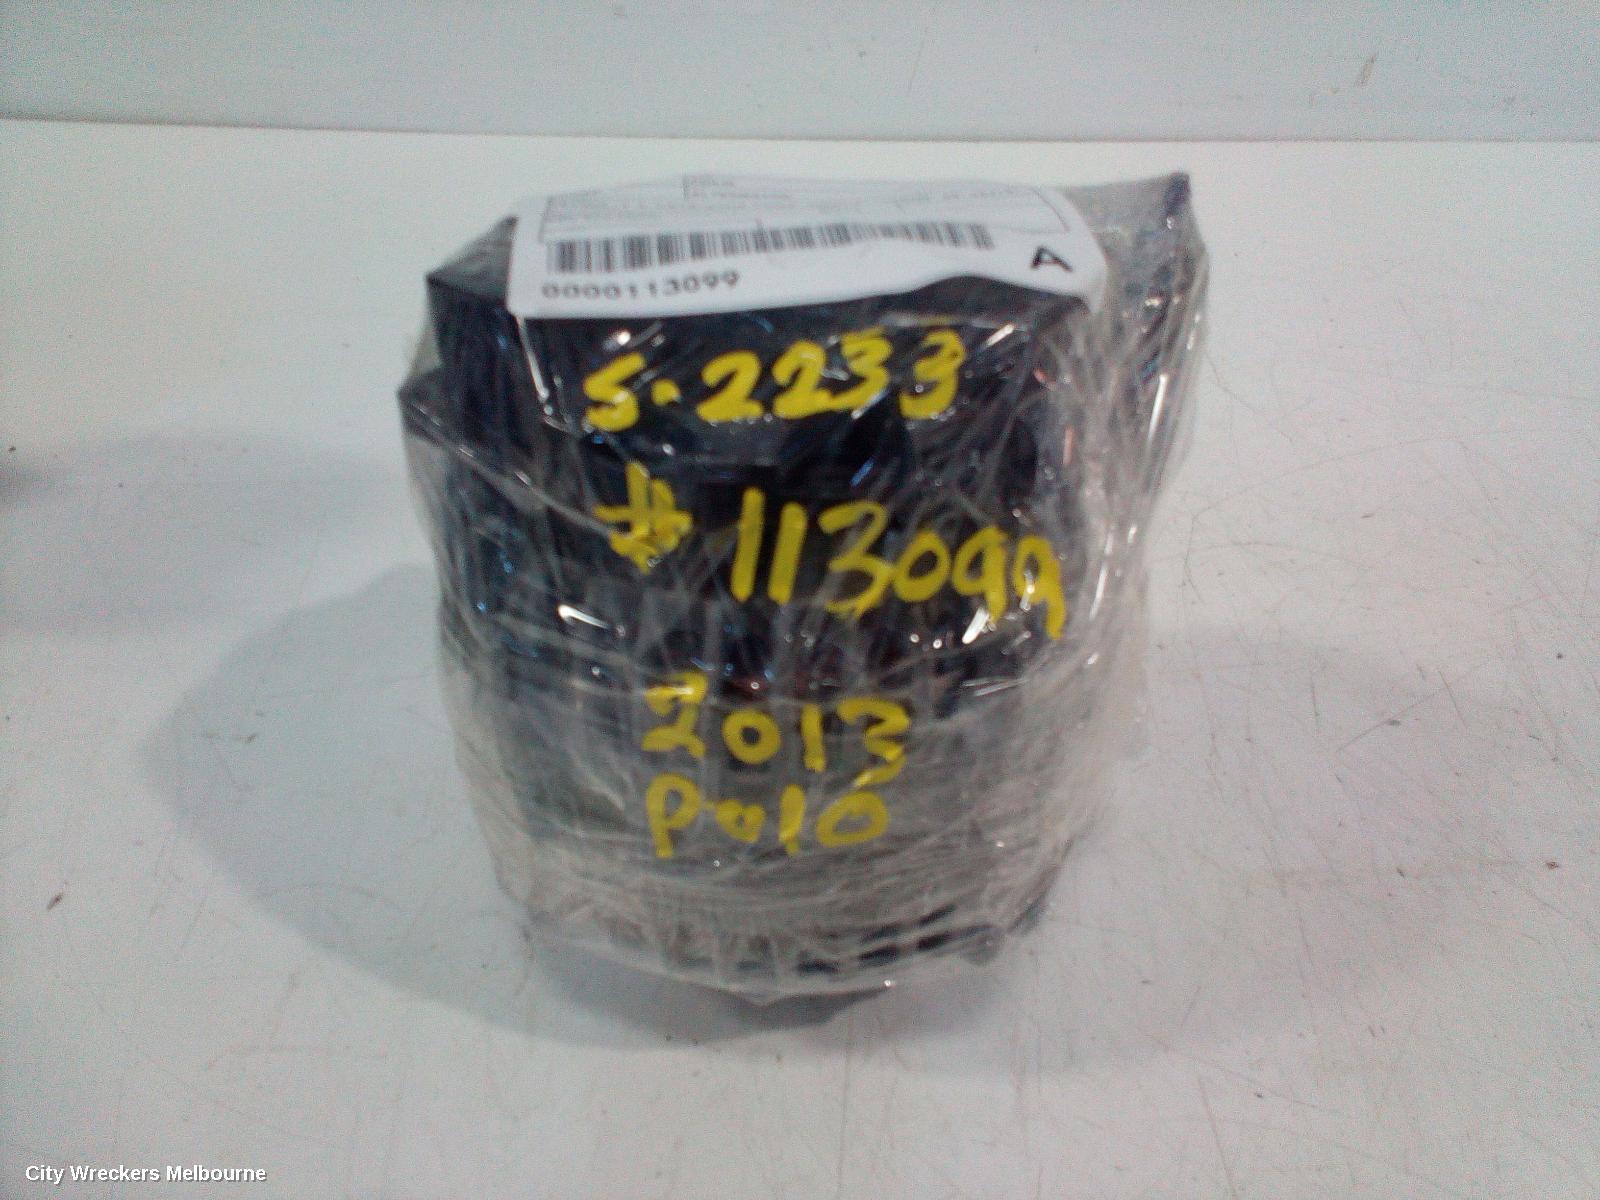 0000113099
A
S.2233
# 113099
2013
Polo
City Wreckers Melbourne